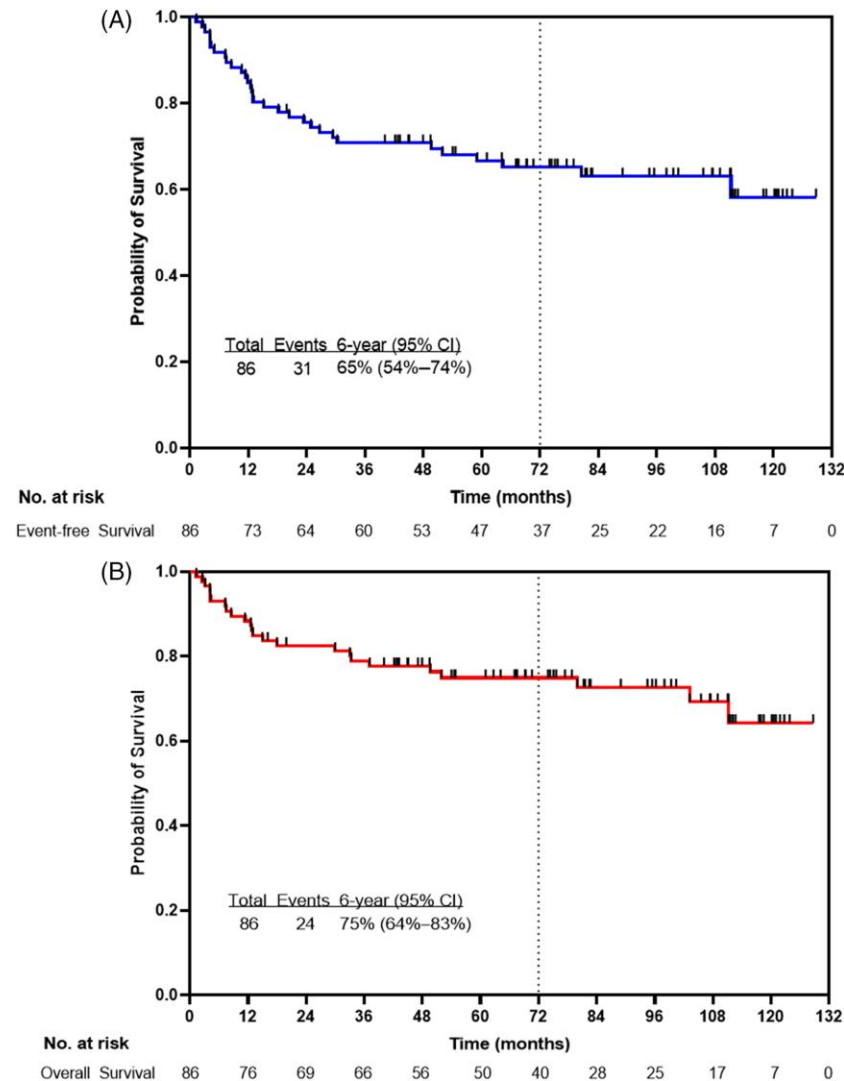 (A)
Probability of Survival
1.0
0.8
0.6
0.4
0.2
0.0
Total Events 6-year (95% CI)
86 31 65% (54%–74%)
0 12 24 36 48 60 72 84 96 108 120 132
No. at risk
Time (months)
Event-free Survival 86 73 64 60 53 47 37 25 22 16 7 0
(B)
Probability of Survival
1.0
0.8
0.6
0.4
0.2
0.0
Total Events 6-year (95% CI)
86 24 75% (64%–83%)
0 12 24 36 48 60 72 84 96 108 120 132
No. at risk
Time (months)
Overall Survival 86 76 69 66 56 50 40 28 25 17 7 0